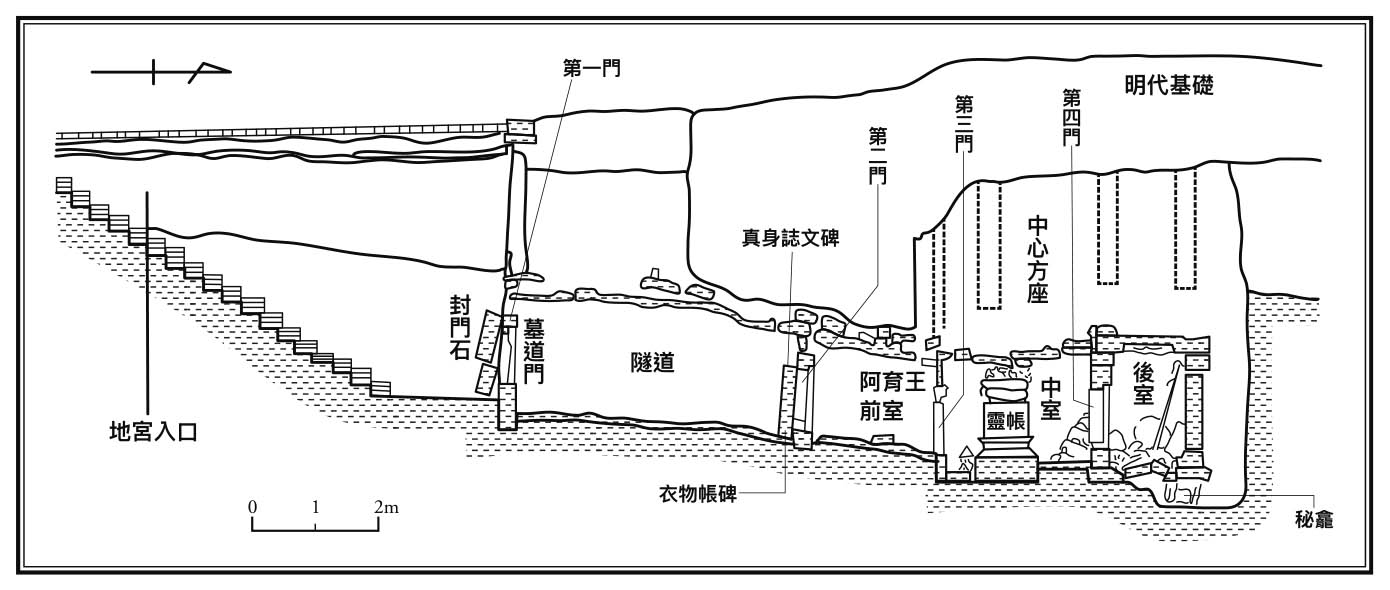 第一門
明代基礎
第三門
第四門
第二門
真身誌文碑
中心方座
封門石
墓道門
隧道
阿育王
前室
中室
後室
靈帳
地宮入口
衣物帳碑
0 1 2m
秘龕